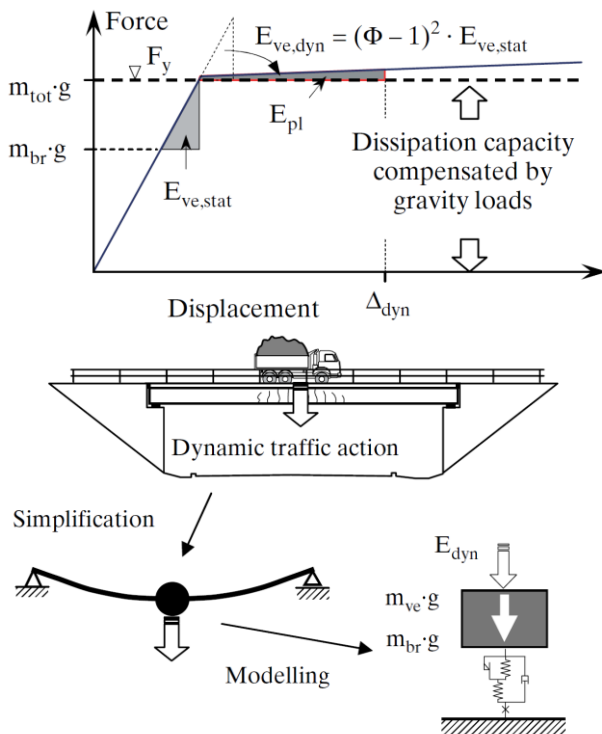 Force
F_y
E_ve,dyn = (Φ − 1)² · E_ve,stat
m_tot·g
E_pl
m_br·g
E_ve,stat
Dissipation capacity
compensated by
gravity loads
Displacement
Δ_dyn
Dynamic traffic action
Simplification
E_dyn
m_ve·g
m_br·g
Modelling